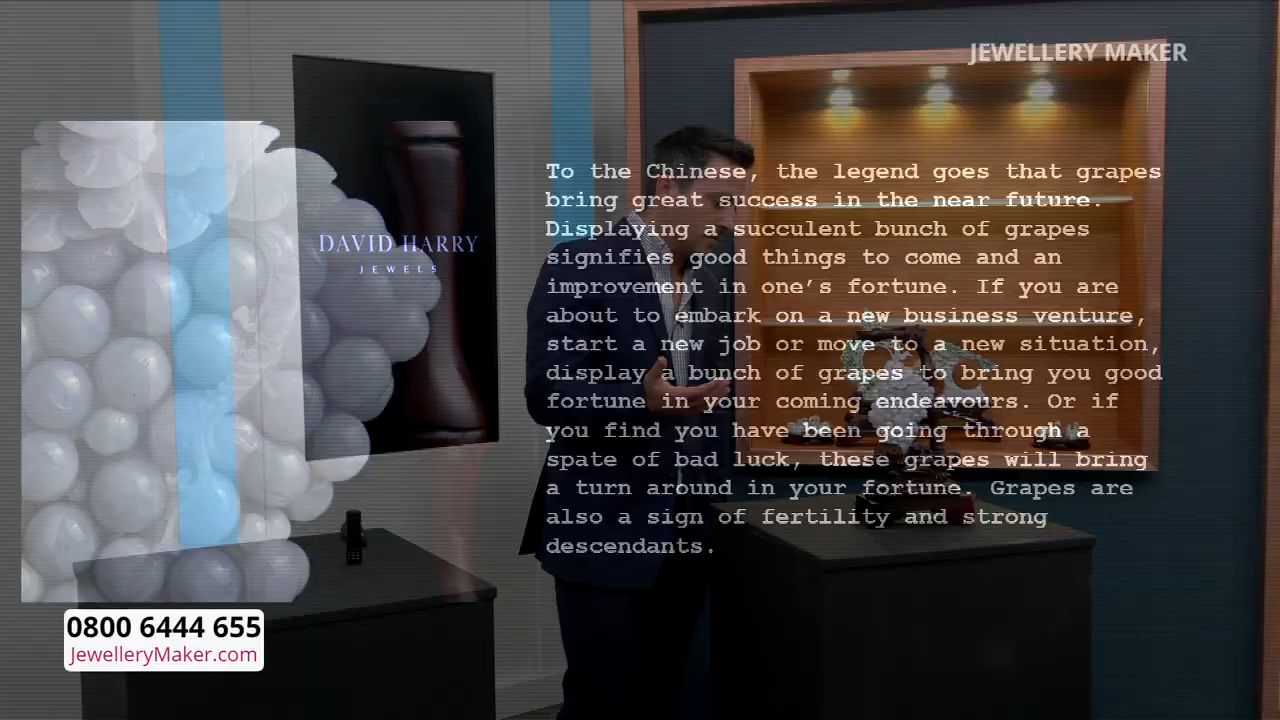 JEWELLERY MAKER
DAVID HARRY
JEWELS
To the Chinese, the legend goes that grapes
bring great success in the near future.
Displaying a succulent bunch of grapes
signifies good things to come and an
improvement in one’s fortune. If you are
about to embark on a new business venture,
start a new job or move to a new situation,
display a bunch of grapes to bring you good
fortune in your coming endeavours. Or if
you find you have been going through a
spate of bad luck, these grapes will bring
a turn around in your fortune. Grapes are
also a sign of fertility and strong
descendants.
0800 6444 655
JewelleryMaker.com